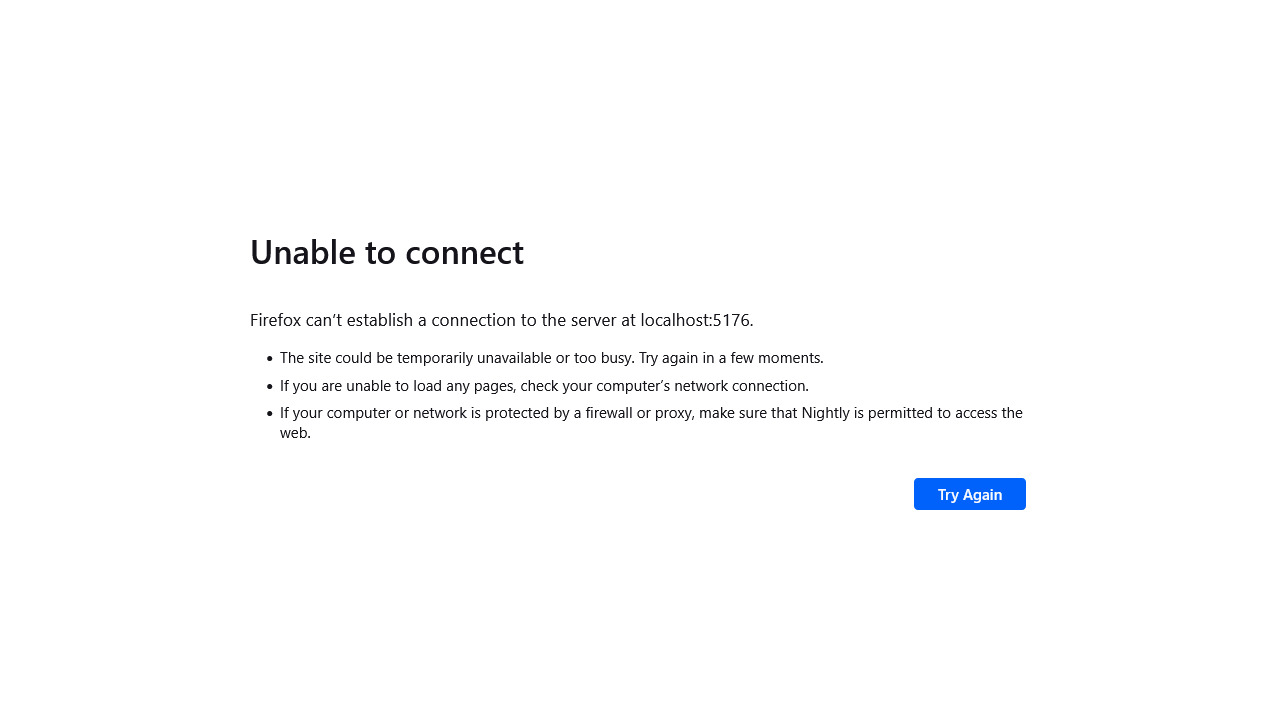 Unable to connect
Firefox can’t establish a connection to the server at localhost:5176.
• The site could be temporarily unavailable or too busy. Try again in a few moments.
• If you are unable to load any pages, check your computer’s network connection.
• If your computer or network is protected by a firewall or proxy, make sure that Nightly is permitted to access the
web.
Try Again